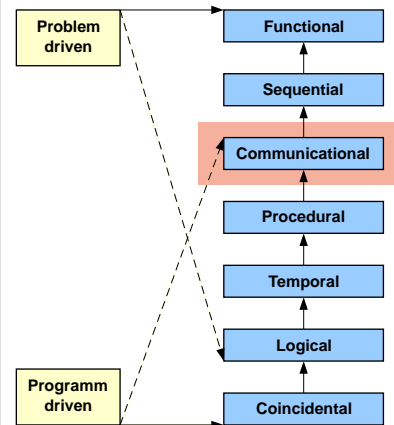 Problem
driven
Functional
Sequential
Communicational
Procedural
Temporal
Logical
Programm
driven
Coincidental